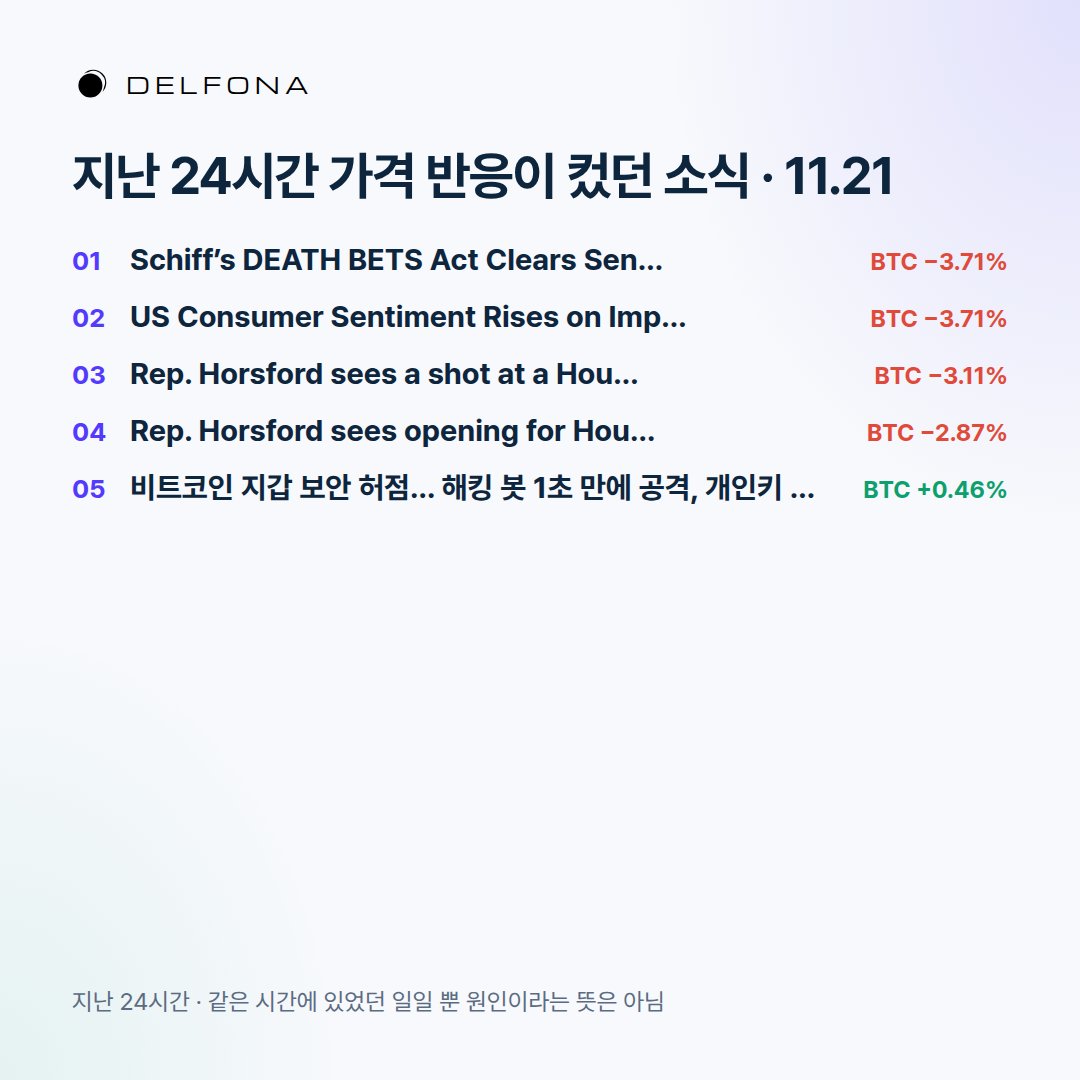 DELFONA
지난 24시간 가격 반응이 컸던 소식 · 11.21
01 Schiff’s DEATH BETS Act Clears Sen... BTC −3.71%
02 US Consumer Sentiment Rises on Imp... BTC −3.71%
03 Rep. Horsford sees a shot at a Hou... BTC −3.11%
04 Rep. Horsford sees opening for Hou... BTC −2.87%
05 비트코인 지갑 보안 허점... 해킹 봇 1초 만에 공격, 개인키 ... BTC +0.46%
지난 24시간 · 같은 시간에 있었던 일일 뿐 원인이라는 뜻은 아님